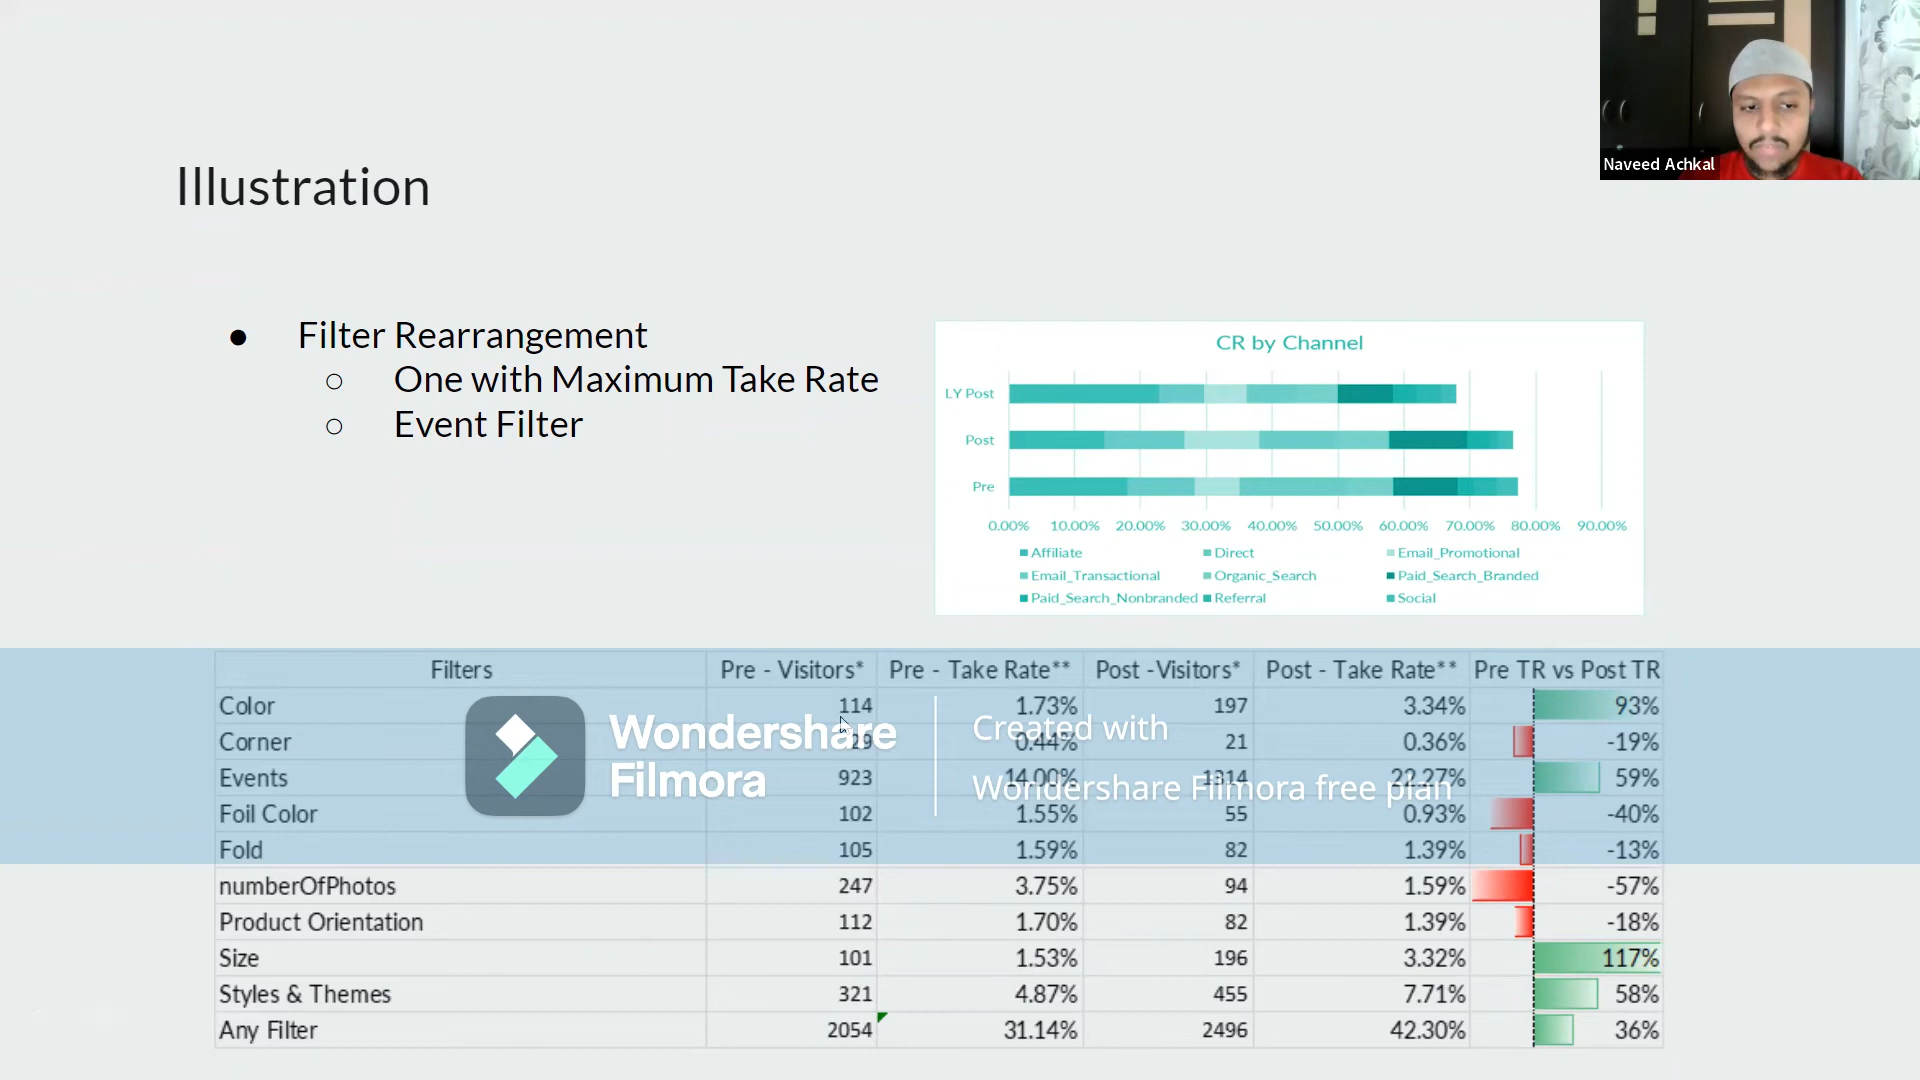 Naveed Achkal
Illustration
● Filter Rearrangement
○ One with Maximum Take Rate
○ Event Filter
CR by Channel
LY Post
Post
Pre
0.00% 10.00% 20.00% 30.00% 40.00% 50.00% 60.00% 70.00% 80.00% 90.00%
Affiliate Direct Email_Promotional
Email_Transactional Organic_Search Paid_Search_Branded
Paid_Search_Nonbranded Referral Social
Filters Pre - Visitors* Pre - Take Rate** Post -Visitors* Post - Take Rate** Pre TR vs Post TR
Color 114 1.73% 197 3.34% 93%
Corner 29 0.44% 21 0.36% -19%
Events 923 14.00% 1314 22.27% 59%
Foil Color 102 1.55% 55 0.93% -40%
Fold 105 1.59% 82 1.39% -13%
numberOfPhotos 247 3.75% 94 1.59% -57%
Product Orientation 112 1.70% 82 1.39% -18%
Size 101 1.53% 196 3.32% 117%
Styles & Themes 321 4.87% 455 7.71% 58%
Any Filter 2054 31.14% 2496 42.30% 36%
Wondershare
Filmora
Created with
Wondershare Filmora free plan